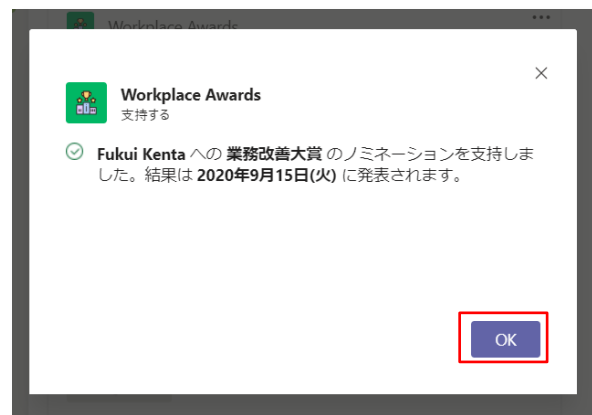 Workplace Awards
Workplace Awards
支持する
Fukui Kenta への 業務改善大賞 のノミネーションを支持しま
した。結果は 2020年9月15日(火) に発表されます。
OK